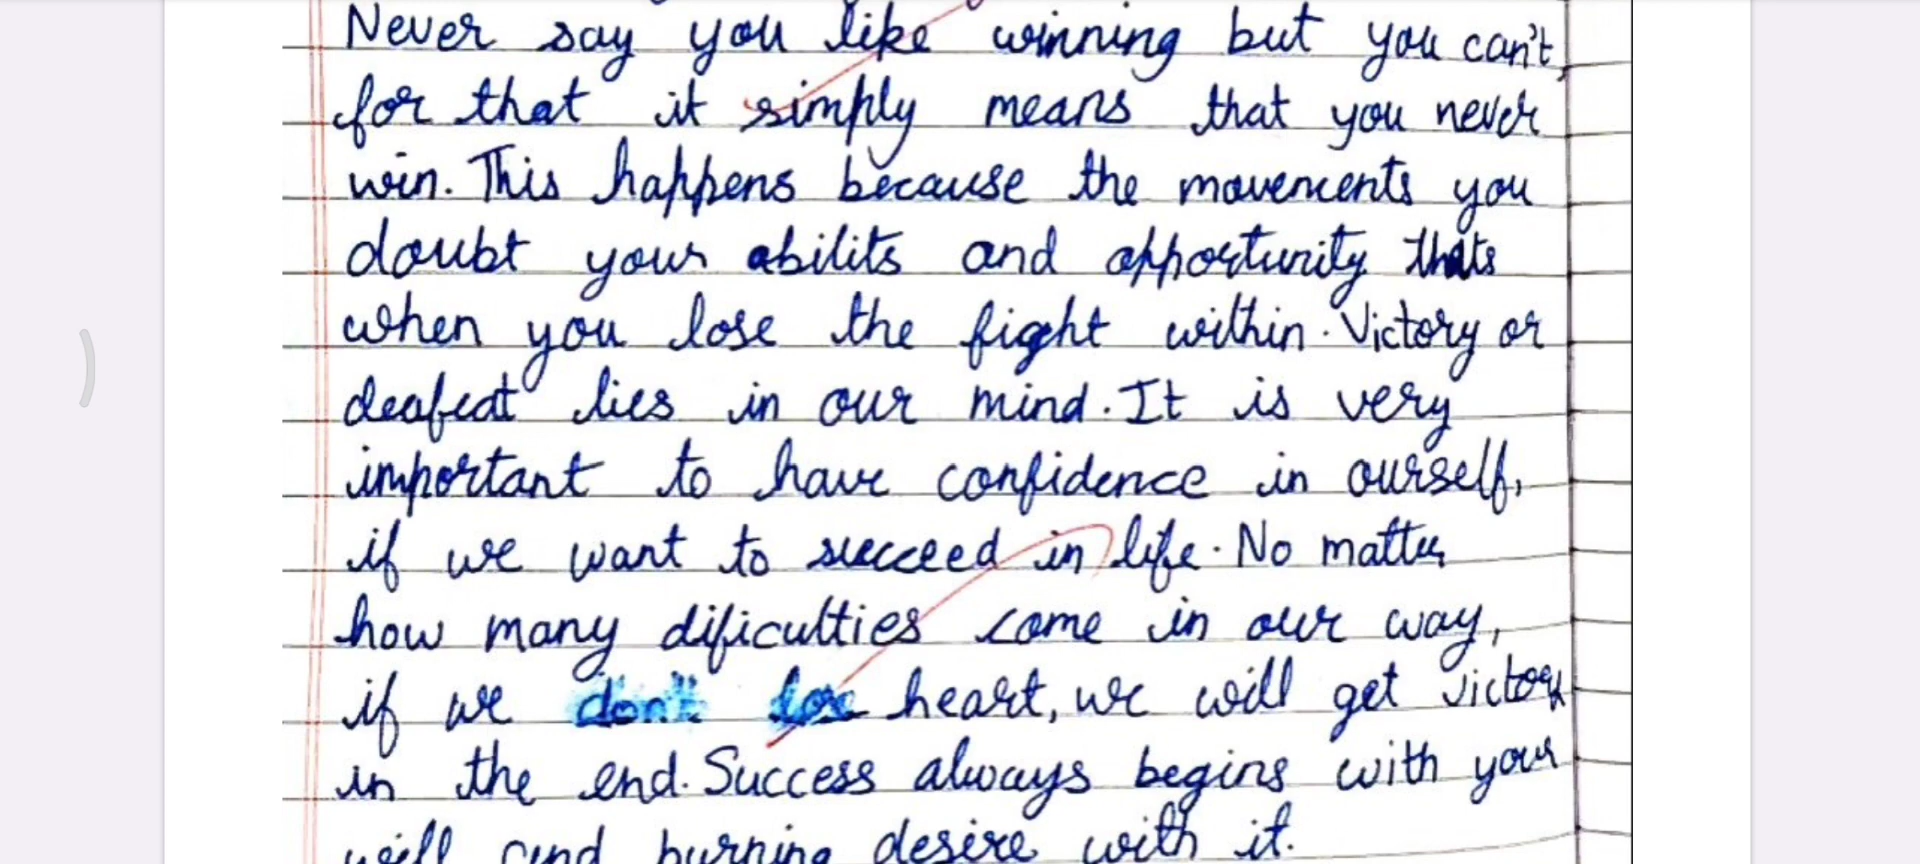 Never say you like winning but you can't,
for that it simply means that you never
win. This happens because the movements you
doubt your abilits and opportunity thats
when you lose the fight within. Victory or
deafeat lies in our mind. It is very
important to have confidence in ourself,
if we want to succeed in life. No matter
how many dificulties come in our way,
if we don't lose heart, we will get victory
in the end. Success always begins with your
will and burning desire with it.